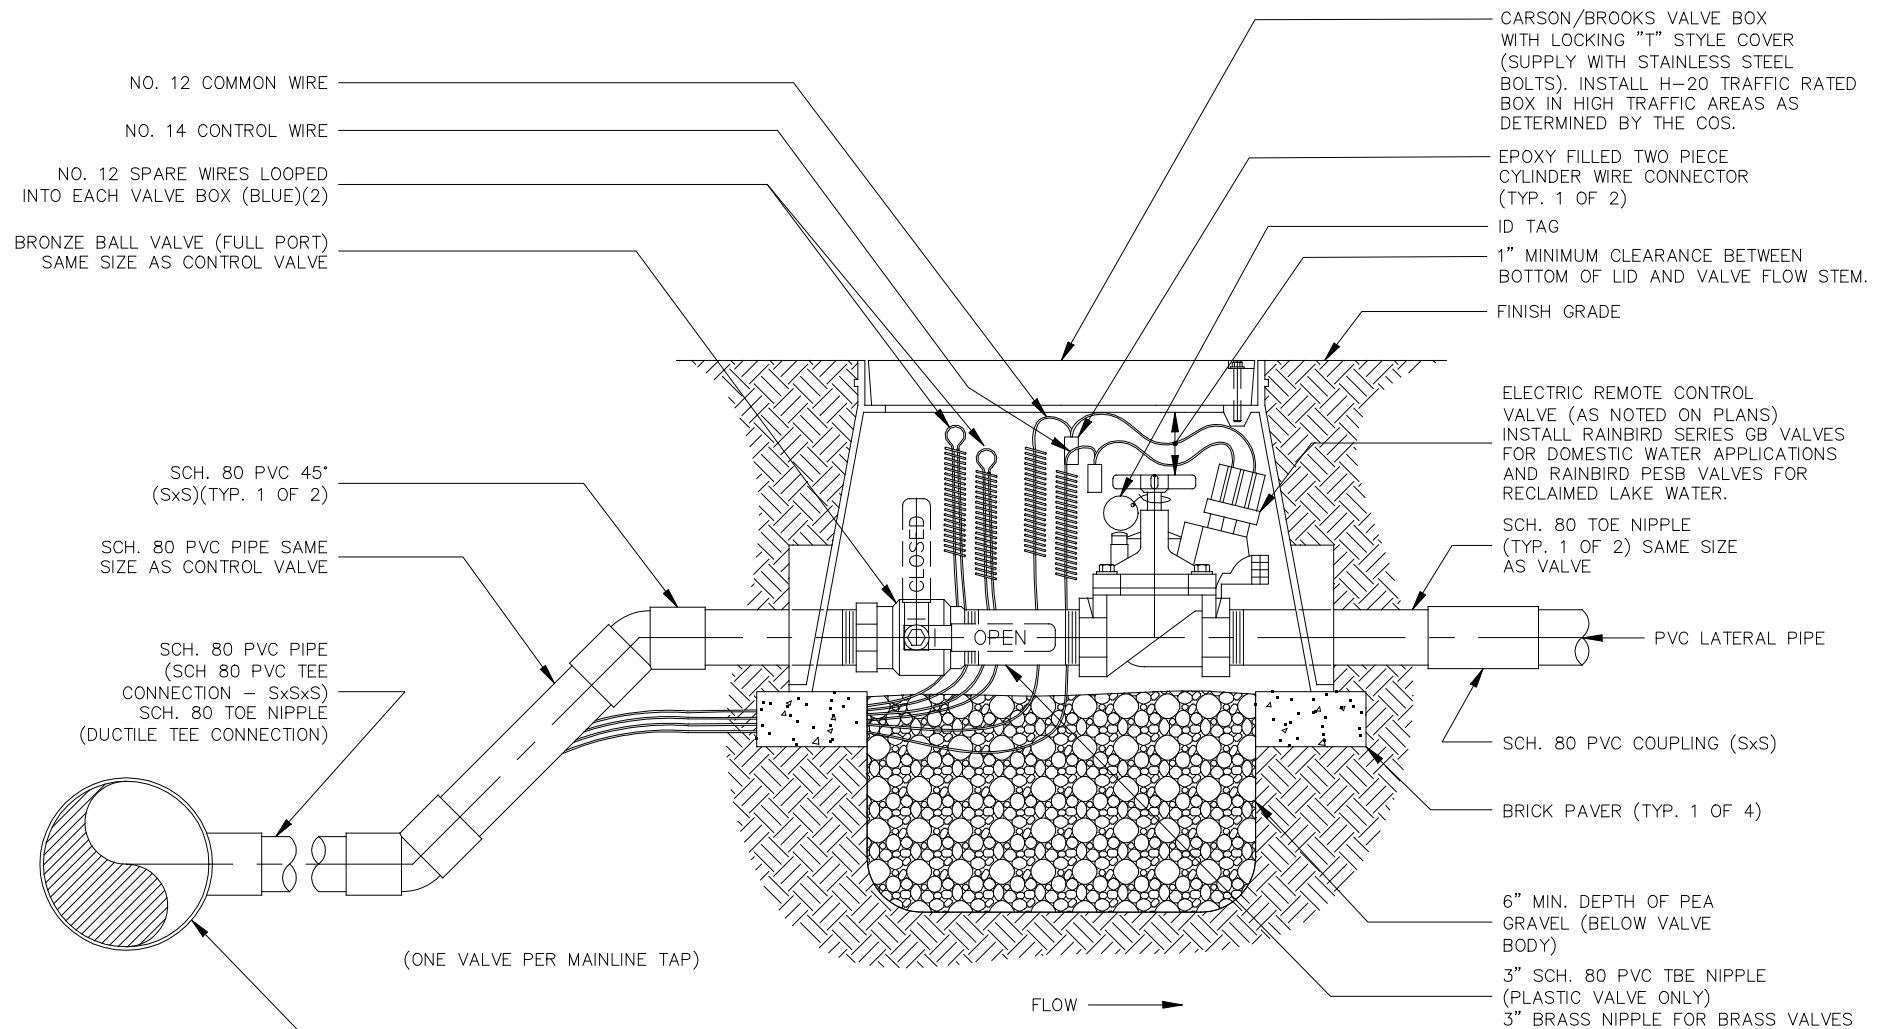 NO. 12 COMMON WIRE
NO. 14 CONTROL WIRE
NO. 12 SPARE WIRES LOOPED
INTO EACH VALVE BOX (BLUE)(2)
BRONZE BALL VALVE (FULL PORT)
SAME SIZE AS CONTROL VALVE
SCH. 80 PVC 45°
(SxS)(TYP. 1 OF 2)
SCH. 80 PVC PIPE SAME
SIZE AS CONTROL VALVE
SCH. 80 PVC PIPE
(SCH 80 PVC TEE
CONNECTION – SxSxS)
SCH. 80 TOE NIPPLE
(DUCTILE TEE CONNECTION)
CLOSED
OPEN
(ONE VALVE PER MAINLINE TAP)
FLOW
CARSON/BROOKS VALVE BOX
WITH LOCKING "T" STYLE COVER
(SUPPLY WITH STAINLESS STEEL
BOLTS). INSTALL H–20 TRAFFIC RATED
BOX IN HIGH TRAFFIC AREAS AS
DETERMINED BY THE COS.
EPOXY FILLED TWO PIECE
CYLINDER WIRE CONNECTOR
(TYP. 1 OF 2)
ID TAG
1" MINIMUM CLEARANCE BETWEEN
BOTTOM OF LID AND VALVE FLOW STEM.
FINISH GRADE
ELECTRIC REMOTE CONTROL
VALVE (AS NOTED ON PLANS)
INSTALL RAINBIRD SERIES GB VALVES
FOR DOMESTIC WATER APPLICATIONS
AND RAINBIRD PESB VALVES FOR
RECLAIMED LAKE WATER.
SCH. 80 TOE NIPPLE
(TYP. 1 OF 2) SAME SIZE
AS VALVE
PVC LATERAL PIPE
SCH. 80 PVC COUPLING (SxS)
BRICK PAVER (TYP. 1 OF 4)
6" MIN. DEPTH OF PEA
GRAVEL (BELOW VALVE
BODY)
3" SCH. 80 PVC TBE NIPPLE
(PLASTIC VALVE ONLY)
3" BRASS NIPPLE FOR BRASS VALVES